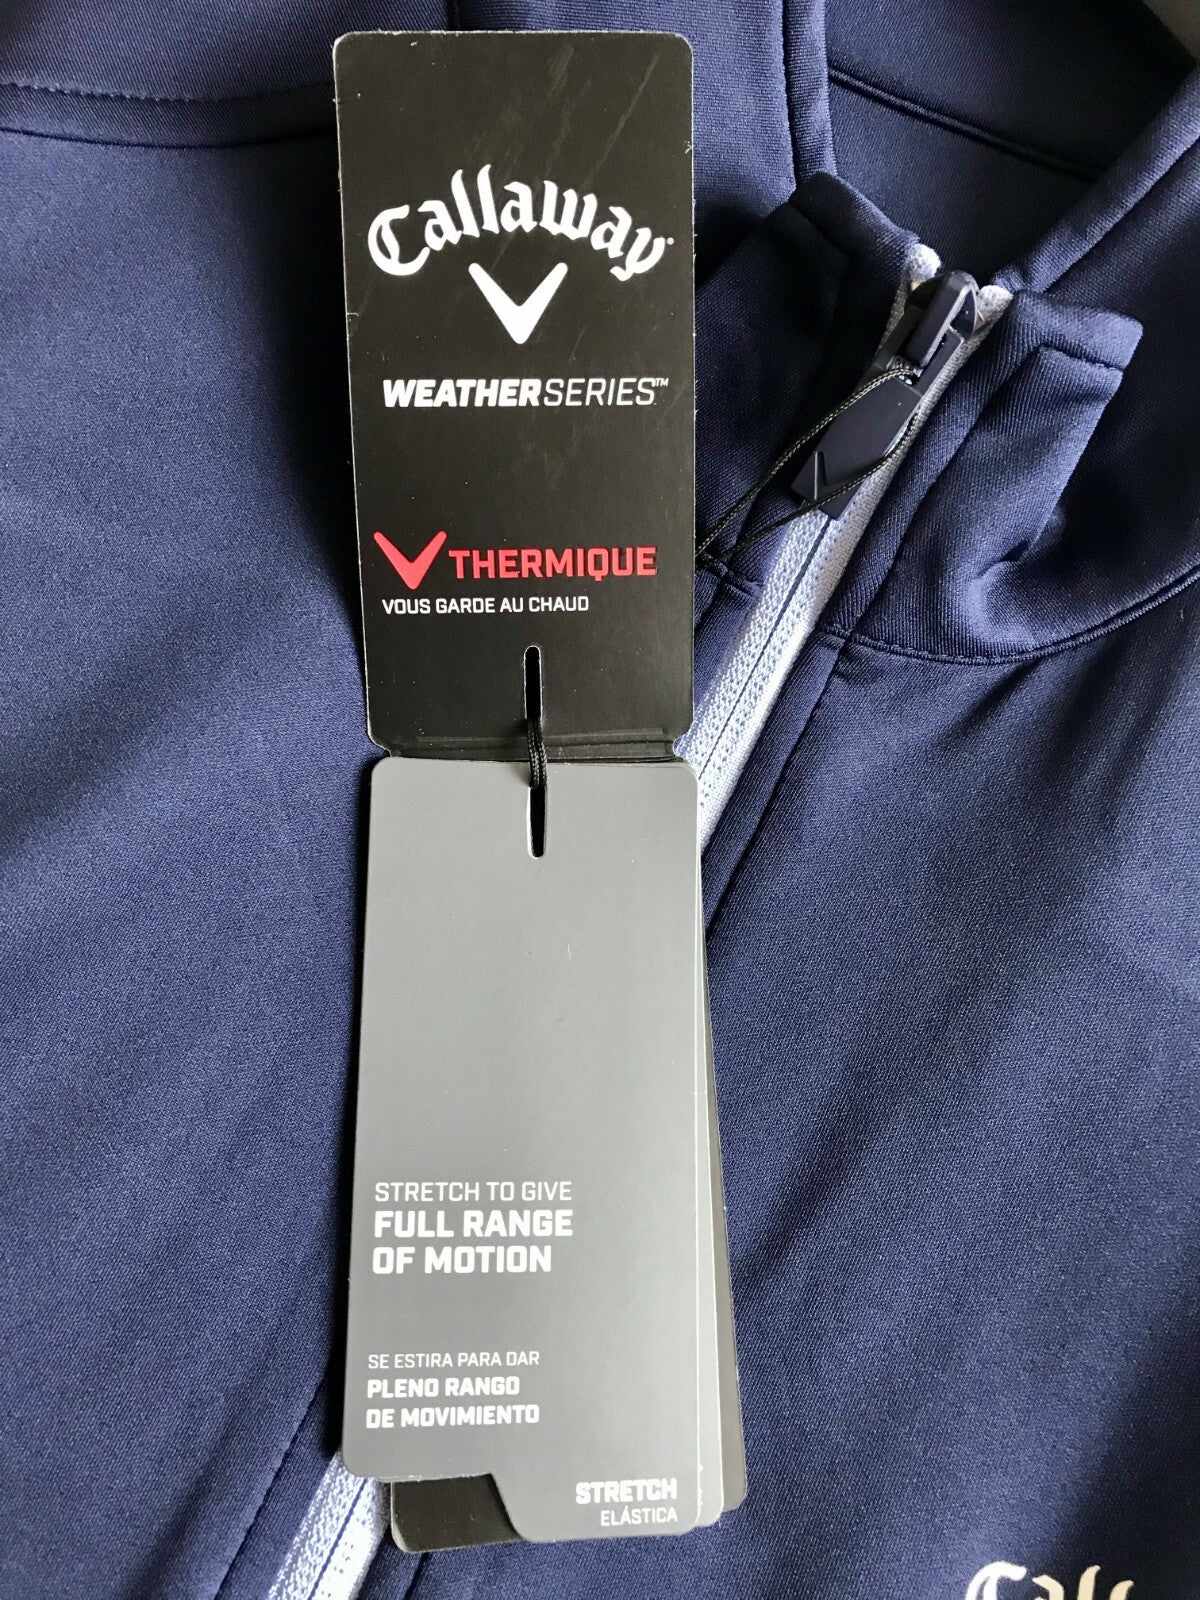 Callaway
WEATHERSERIES™
THERMIQUE
VOUS GARDE AU CHAUD
STRETCH TO GIVE
FULL RANGE
OF MOTION
SE ESTIRA PARA DAR
PLENO RANGO
DE MOVIMIENTO
STRETCH
ELÁSTICA